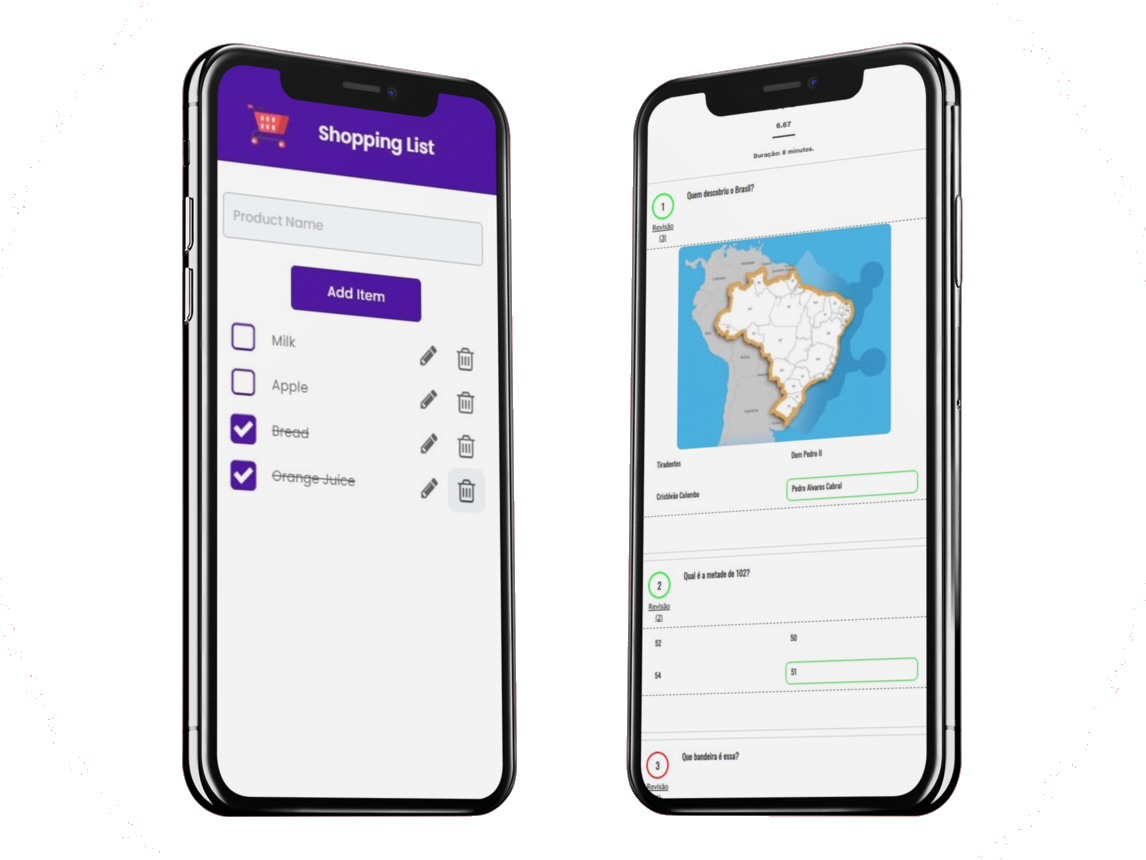 Shopping List
Product Name
Add Item
Milk
Apple
Bread
Orange Juice
6.67
Duração: 8 minutos.
1
Quem descobriu o Brasil?
Revisão
(3)
Tiradentes
Dom Pedro II
Cristóvão Colombo
Pedro Alvares Cabral
2
Qual é a metade de 102?
Revisão
(2)
52
50
54
51
3
Que bandeira é essa?
Revisão